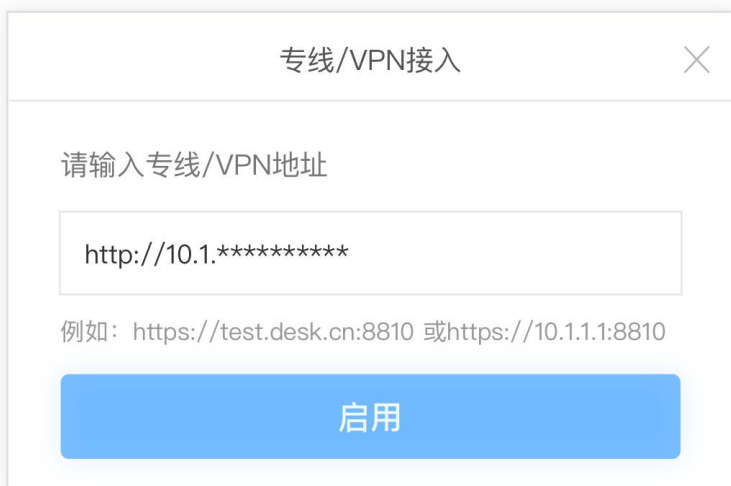 专线/VPN接入
请输入专线/VPN地址
http://10.1.**********
例如：https://test.desk.cn:8810 或https://10.1.1.1:8810
启用